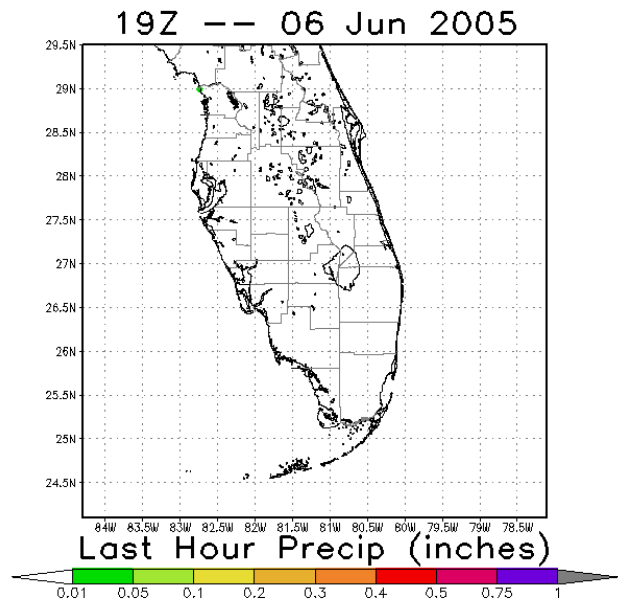 19Z -- 06 Jun 2005
29.5N
29N
28.5N
28N
27.5N
27N
26.5N
26N
25.5N
25N
24.5N
84W 83.5W 83W 82.5W 82W 81.5W 81W 80.5W 80W 79.5W 79W 78.5W
Last Hour Precip (inches)
0.01 0.05 0.1 0.2 0.3 0.4 0.5 0.75 1